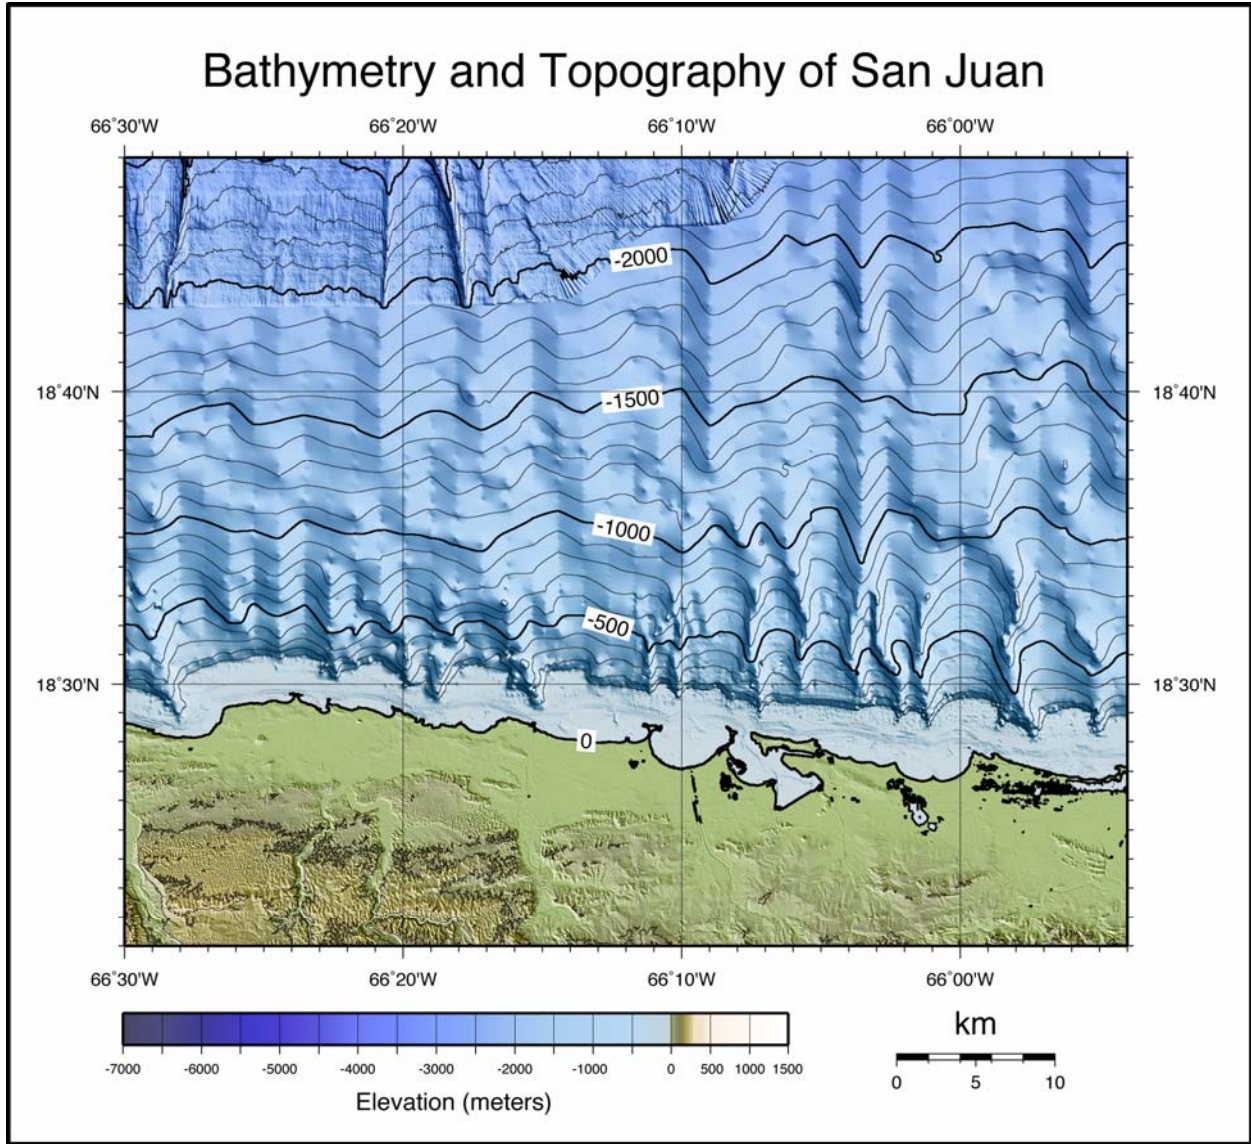 Bathymetry and Topography of San Juan
66˚30'W 66˚20'W 66˚10'W 66˚00'W
-2000
18˚40'N 18˚40'N
-1500
-1000
-500
18˚30'N 18˚30'N
0
66˚30'W 66˚20'W 66˚10'W 66˚00'W
-7000 -6000 -5000 -4000 -3000 -2000 -1000 0 500 1000 1500
Elevation (meters)
km
0 5 10